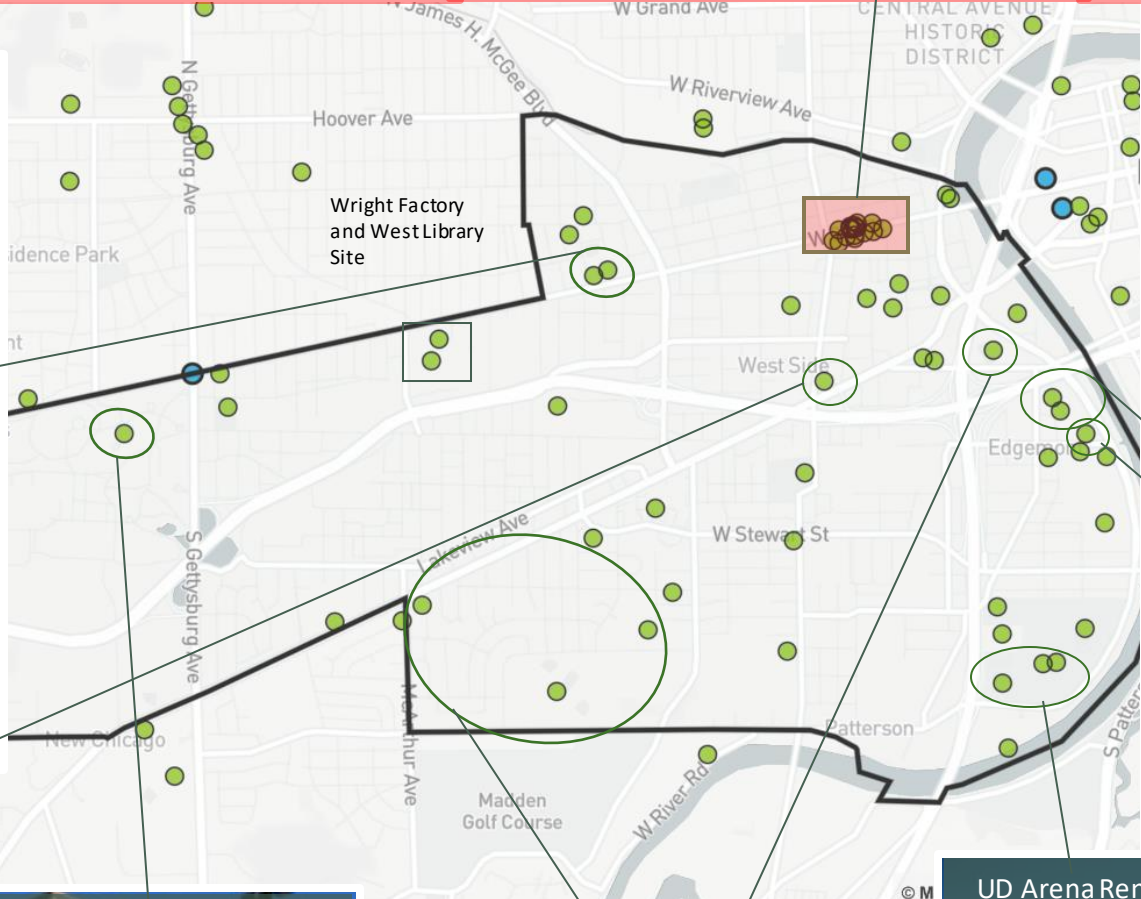 N James H. McGee Blvd
W Grand Ave
CENTRAL AVENUE
HISTORIC
DISTRICT
N Gettysburg Ave
Hoover Ave
W Riverview Ave
Wright Factory
and West Library
Site
idence Park
nt
West Side
Edgemo
Lakeview Ave
W Stewart St
S Gettysburg Ave
McArthur Ave
New Chicago
Patterson
S Patter
Madden
Golf Course
W River Rd
© M
UD Arena Ren